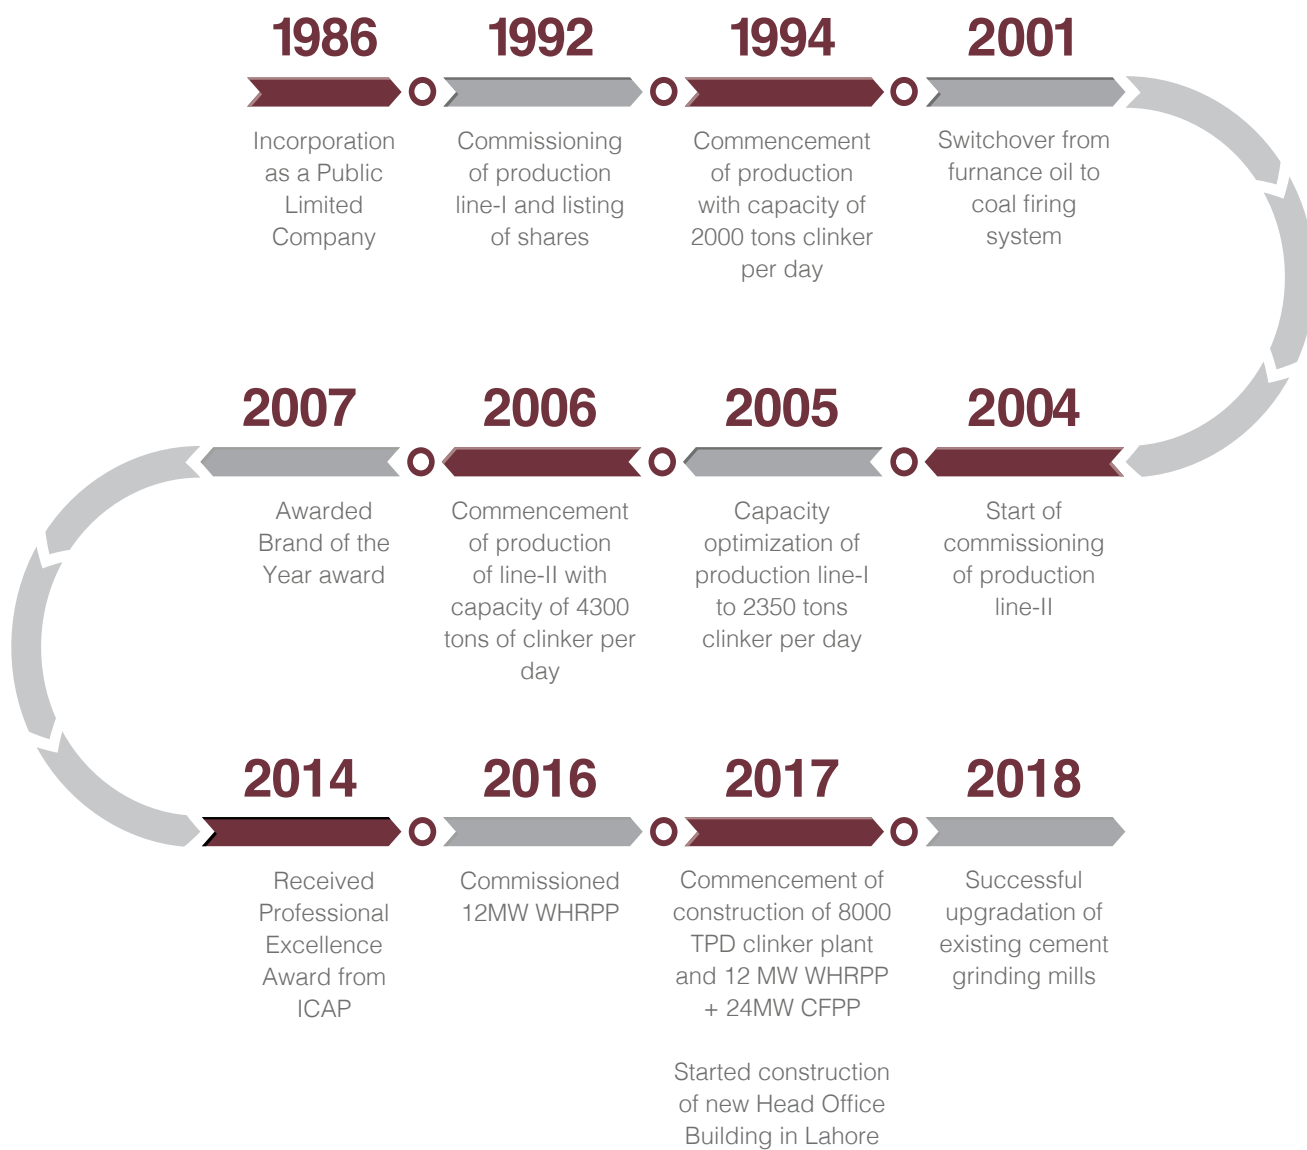 1986
Incorporation
as a Public
Limited
Company
1992
Commissioning
of production
line-I and listing
of shares
1994
Commencement
of production
with capacity of
2000 tons clinker
per day
2001
Switchover from
furnance oil to
coal firing
system
2004
Start of
commissioning
of production
line-II
2005
Capacity
optimization of
production line-I
to 2350 tons
clinker per day
2006
Commencement
of production
of line-II with
capacity of 4300
tons of clinker per
day
2007
Awarded
Brand of the
Year award
2014
Received
Professional
Excellence
Award from
ICAP
2016
Commissioned
12MW WHRPP
2017
Commencement of
construction of 8000
TPD clinker plant
and 12 MW WHRPP
+ 24MW CFPP
Started construction
of new Head Office
Building in Lahore
2018
Successful
upgradation of
existing cement
grinding mills